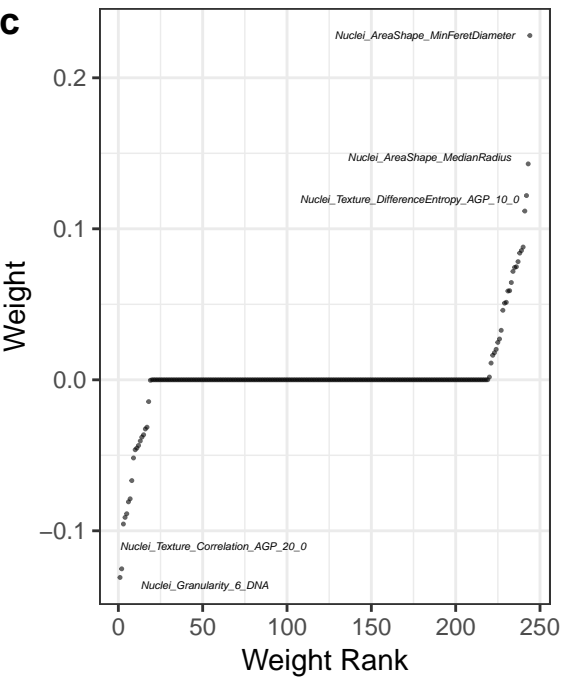 c
Nuclei_AreaShape_MinFeretDiameter
0.2
Nuclei_AreaShape_MedianRadius
Nuclei_Texture_DifferenceEntropy_AGP_10_0
0.1
Weight
0.0
−0.1
Nuclei_Texture_Correlation_AGP_20_0
Nuclei_Granularity_6_DNA
0 50 100 150 200 250
Weight Rank